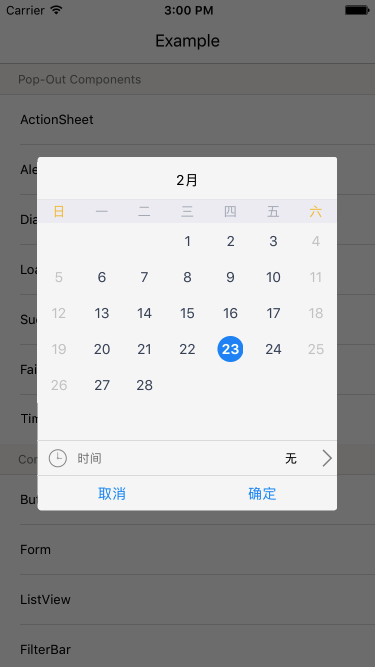 Carrier 3:00 PM
Example
Pop-Out Components
ActionSheet
Ale
2月
Dia
日 一 二 三 四 五 六
1 2 3 4
Loa
5 6 7 8 9 10 11
Suc
12 13 14 15 16 17 18
19 20 21 22 23 24 25
Fai
26 27 28
Tim
Con
时间 无
取消 确定
But
Form
ListView
FilterBar